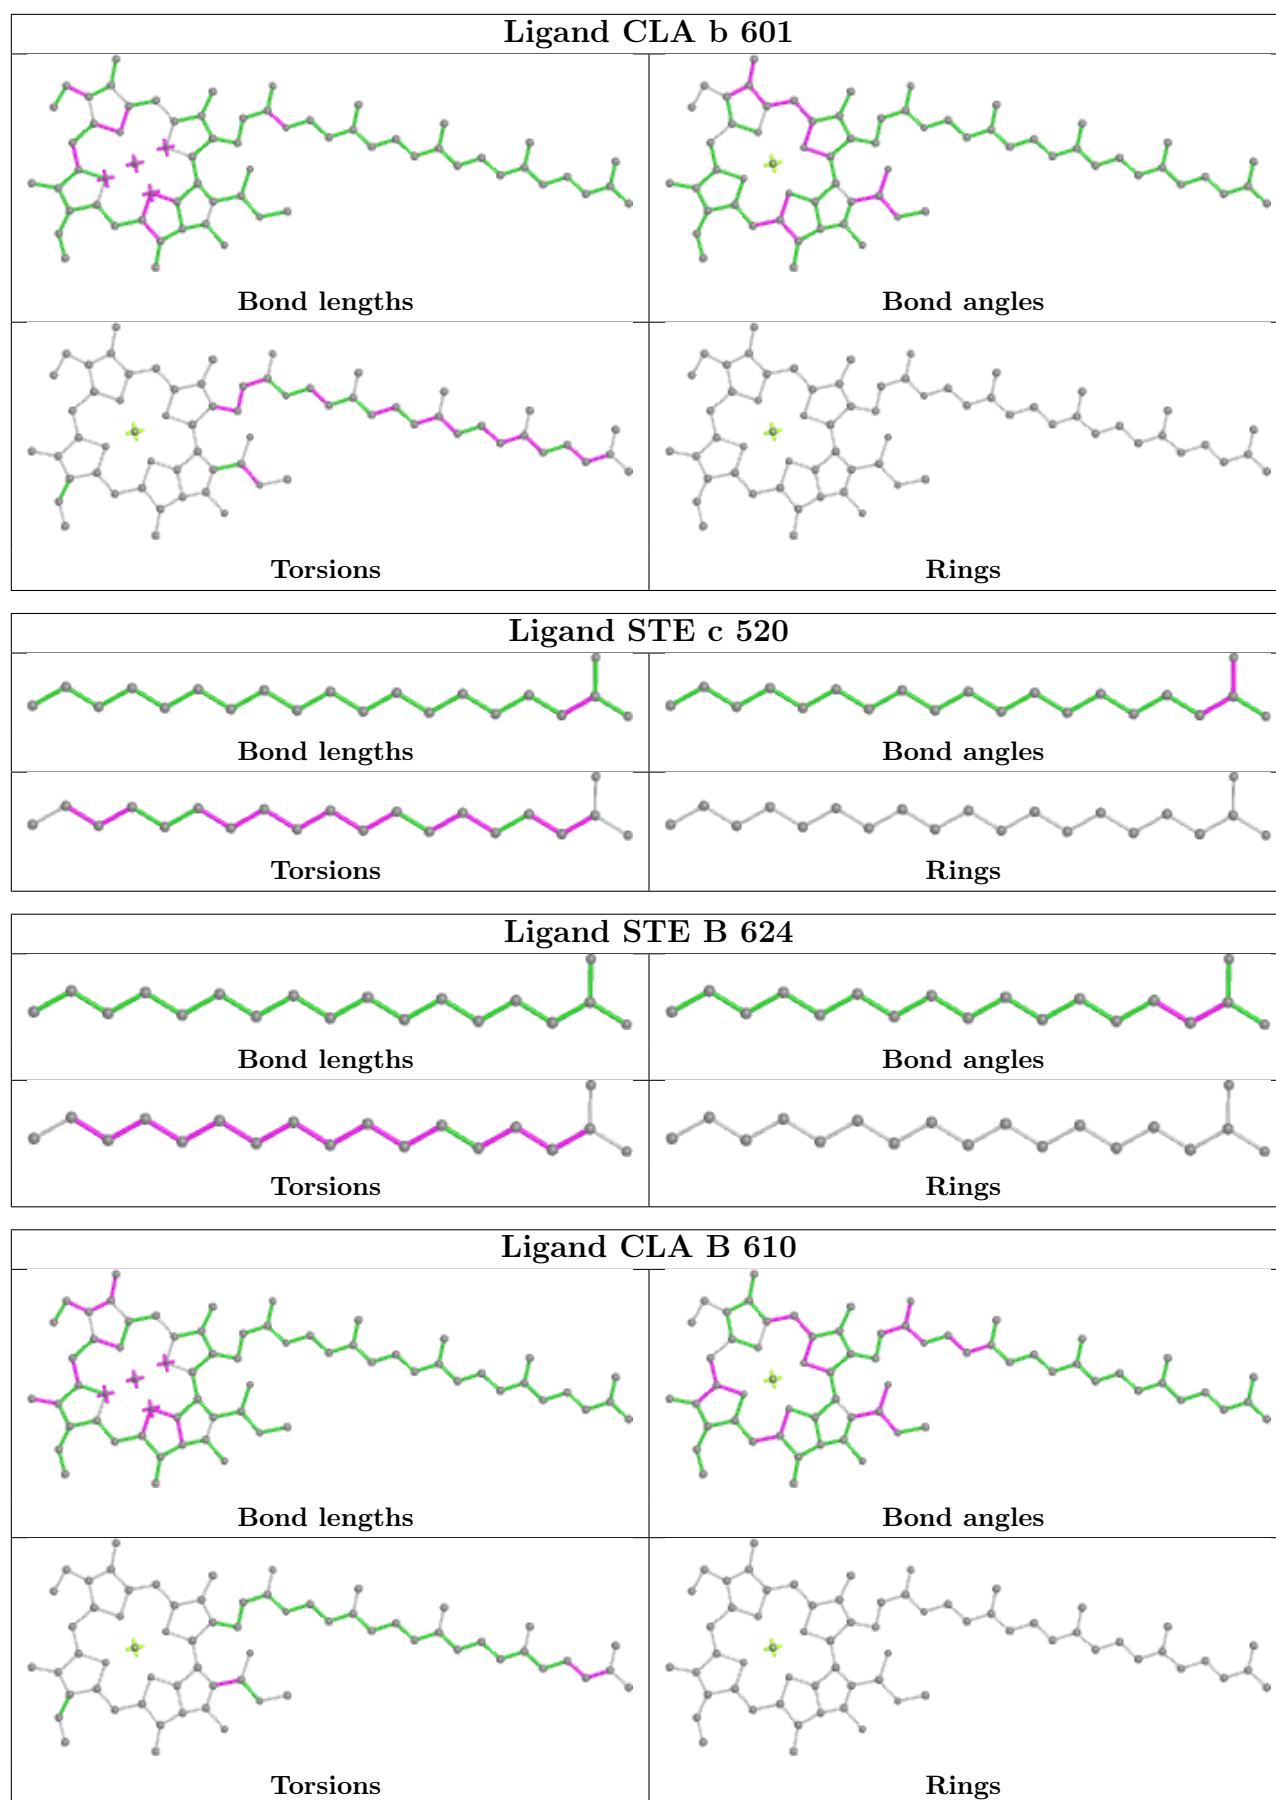 Ligand CLA b 601
Bond lengths
Bond angles
Torsions
Rings
Ligand STE c 520
Bond lengths
Bond angles
Torsions
Rings
Ligand STE B 624
Bond lengths
Bond angles
Torsions
Rings
Ligand CLA B 610
Bond lengths
Bond angles
Torsions
Rings